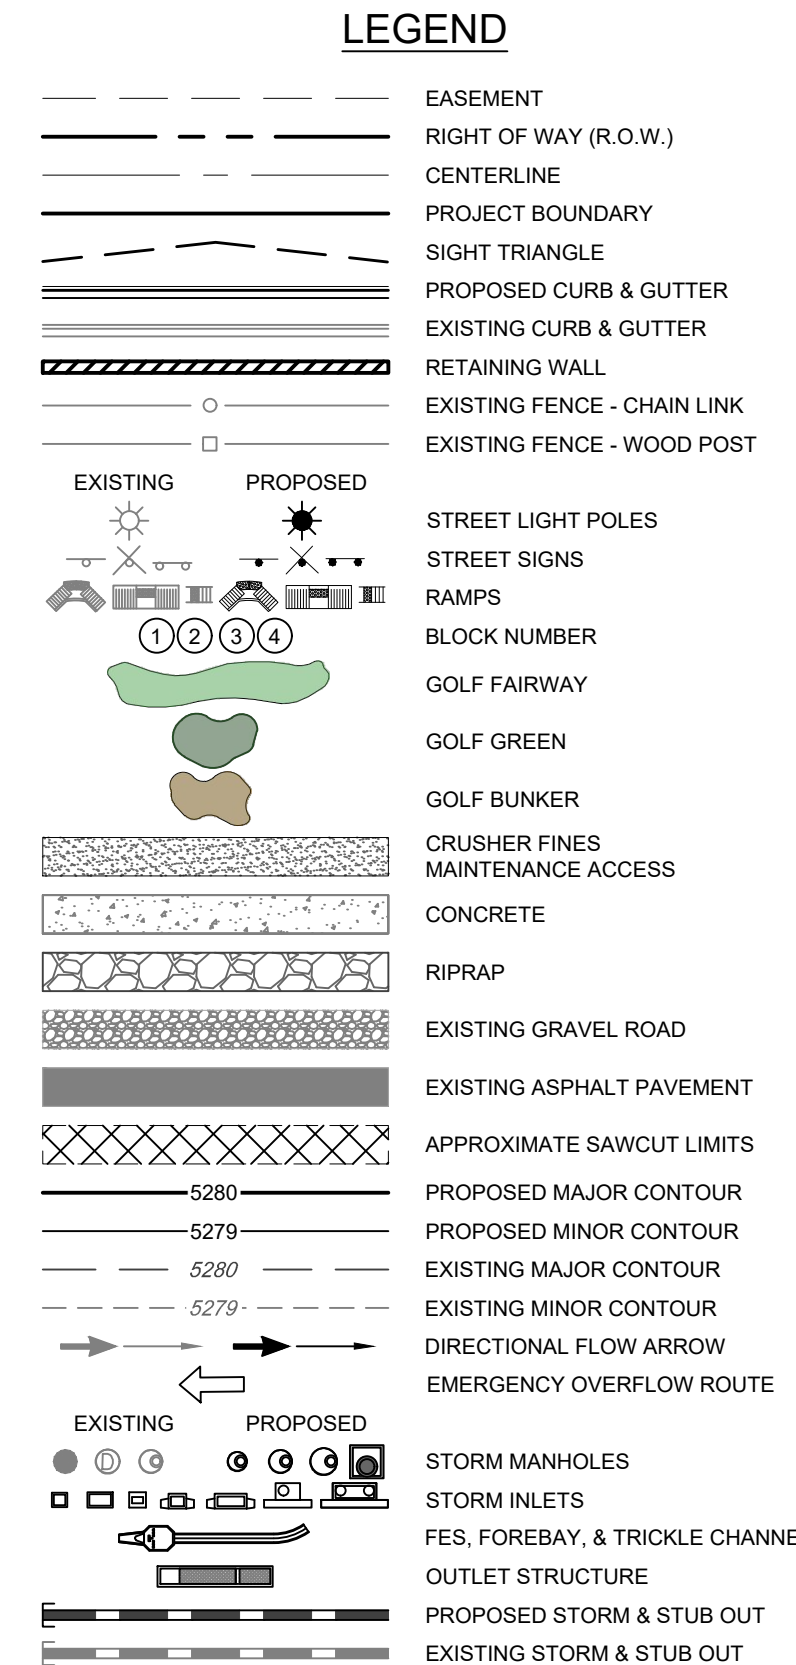 LEGEND
EASEMENT
RIGHT OF WAY (R.O.W.)
CENTERLINE
PROJECT BOUNDARY
SIGHT TRIANGLE
PROPOSED CURB & GUTTER
EXISTING CURB & GUTTER
RETAINING WALL
EXISTING FENCE - CHAIN LINK
EXISTING FENCE - WOOD POST
EXISTING PROPOSED
STREET LIGHT POLES
STREET SIGNS
RAMPS
1 2 3 4 BLOCK NUMBER
GOLF FAIRWAY
GOLF GREEN
GOLF BUNKER
CRUSHER FINES
MAINTENANCE ACCESS
CONCRETE
RIPRAP
EXISTING GRAVEL ROAD
EXISTING ASPHALT PAVEMENT
APPROXIMATE SAWCUT LIMITS
5280 PROPOSED MAJOR CONTOUR
5279 PROPOSED MINOR CONTOUR
5280 EXISTING MAJOR CONTOUR
5279 EXISTING MINOR CONTOUR
DIRECTIONAL FLOW ARROW
EMERGENCY OVERFLOW ROUTE
EXISTING PROPOSED
D STORM MANHOLES
STORM INLETS
FES, FOREBAY, & TRICKLE CHANNE
OUTLET STRUCTURE
PROPOSED STORM & STUB OUT
EXISTING STORM & STUB OUT